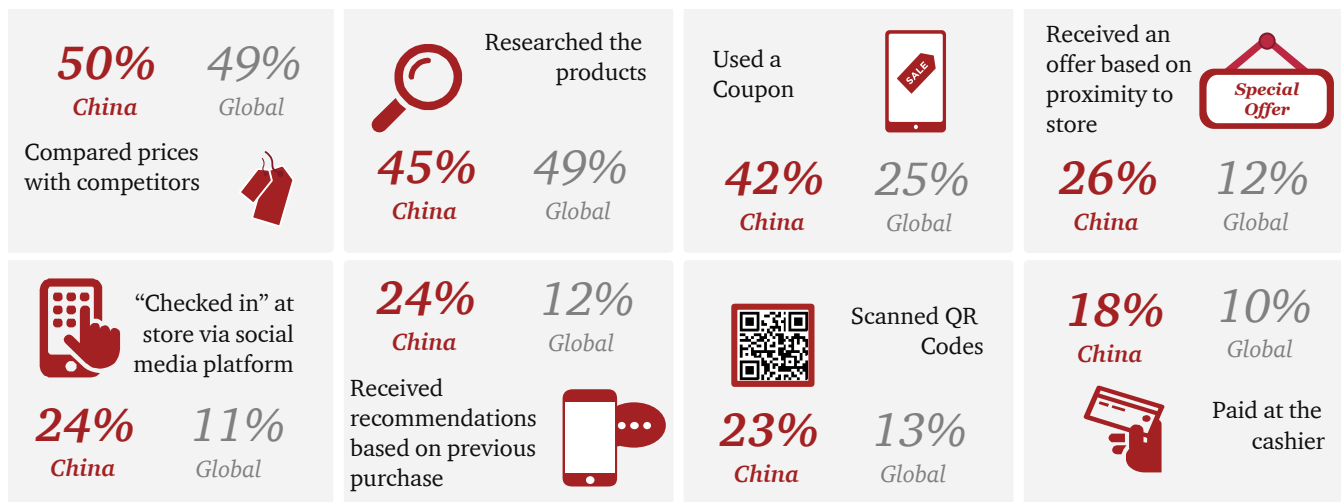 50% 49%
China Global
Compared prices
with competitors
Researched the
products
45% 49%
China Global
Used a
Coupon
SALE
42% 25%
China Global
Received an
offer based on
proximity to
store
Special
Offer
26% 12%
China Global
“Checked in” at
store via social
media platform
24% 11%
China Global
24% 12%
China Global
Received
recommendations
based on previous
purchase
Scanned QR
Codes
23% 13%
China Global
18% 10%
China Global
Paid at the
cashier